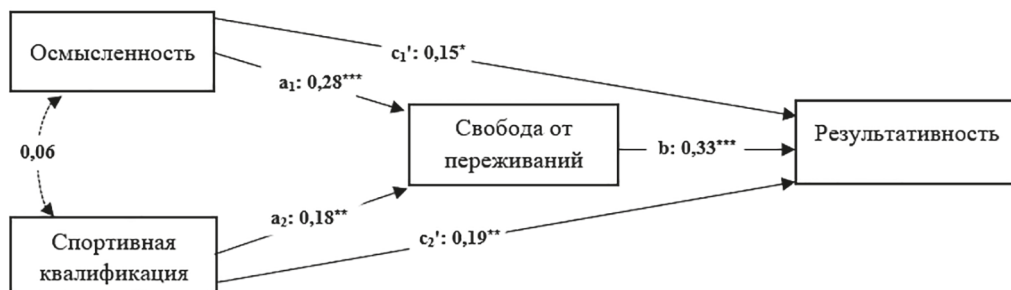 Осмысленность
c₁': 0,15*
a₁: 0,28***
Свобода от
переживаний
b: 0,33***
Результативность
0,06
a₂: 0,18**
c₂': 0,19**
Спортивная
квалификация